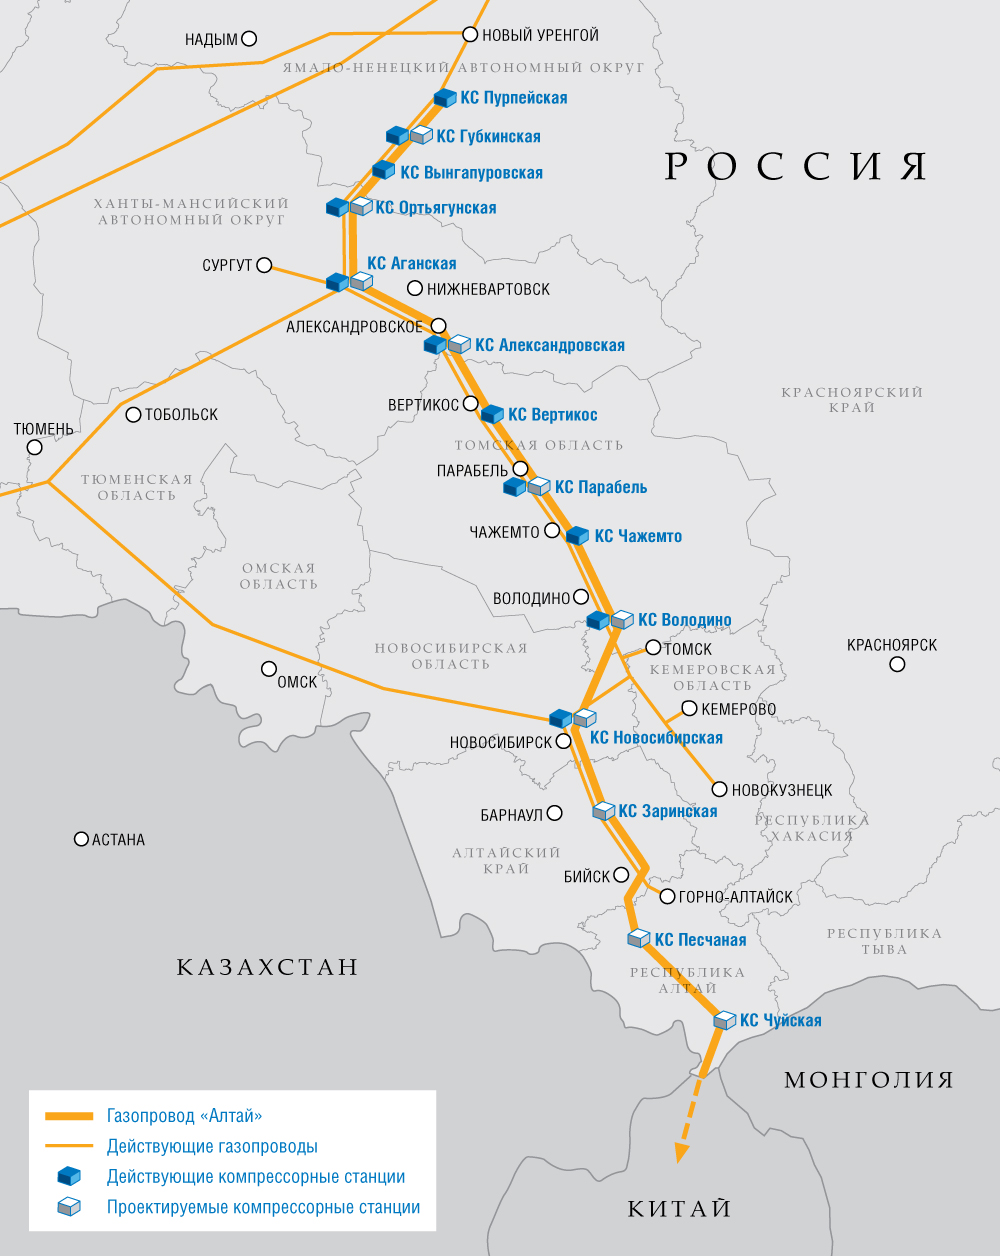 НАДЫМ
НОВЫЙ УРЕНГОЙ
ЯМАЛО-НЕНЕЦКИЙ АВТОНОМНЫЙ ОКРУГ
КС Пурпейская
КС Губкинская
РОССИЯ
КС Вынгапуровская
ХАНТЫ-МАНСИЙСКИЙ
АВТОНОМНЫЙ ОКРУГ
КС Ортьягунская
СУРГУТ
КС Аганская
НИЖНЕВАРТОВСК
АЛЕКСАНДРОВСКОЕ
КС Александровская
КРАСНОЯРСКИЙ
КРАЙ
ВЕРТИКОС
КС Вертикос
ТОБОЛЬСК
ТЮМЕНЬ
ТОМСКАЯ ОБЛАСТЬ
ПАРАБЕЛЬ
ТЮМЕНСКАЯ
ОБЛАСТЬ
КС Парабель
ЧАЖЕМТО
КС Чажемто
ОМСКАЯ
ОБЛАСТЬ
ВОЛОДИНО
КС Володино
НОВОСИБИРСКАЯ
ОБЛАСТЬ
ТОМСК
КРАСНОЯРСК
КЕМЕРОВСКАЯ
ОБЛАСТЬ
ОМСК
КЕМЕРОВО
НОВОСИБИРСК
КС Новосибирская
НОВОКУЗНЕЦК
БАРНАУЛ
КС Заринская
РЕСПУБЛИКА
ХАКАСИЯ
АСТАНА
АЛТАЙСКИЙ
КРАЙ
БИЙСК
ГОРНО-АЛТАЙСК
КС Песчаная
РЕСПУБЛИКА
ТЫВА
КАЗАХСТАН
РЕСПУБЛИКА
АЛТАЙ
КС Чуйская
МОНГОЛИЯ
Газопровод «Алтай»
Действующие газопроводы
Действующие компрессорные станции
Проектируемые компрессорные станции
КИТАЙ